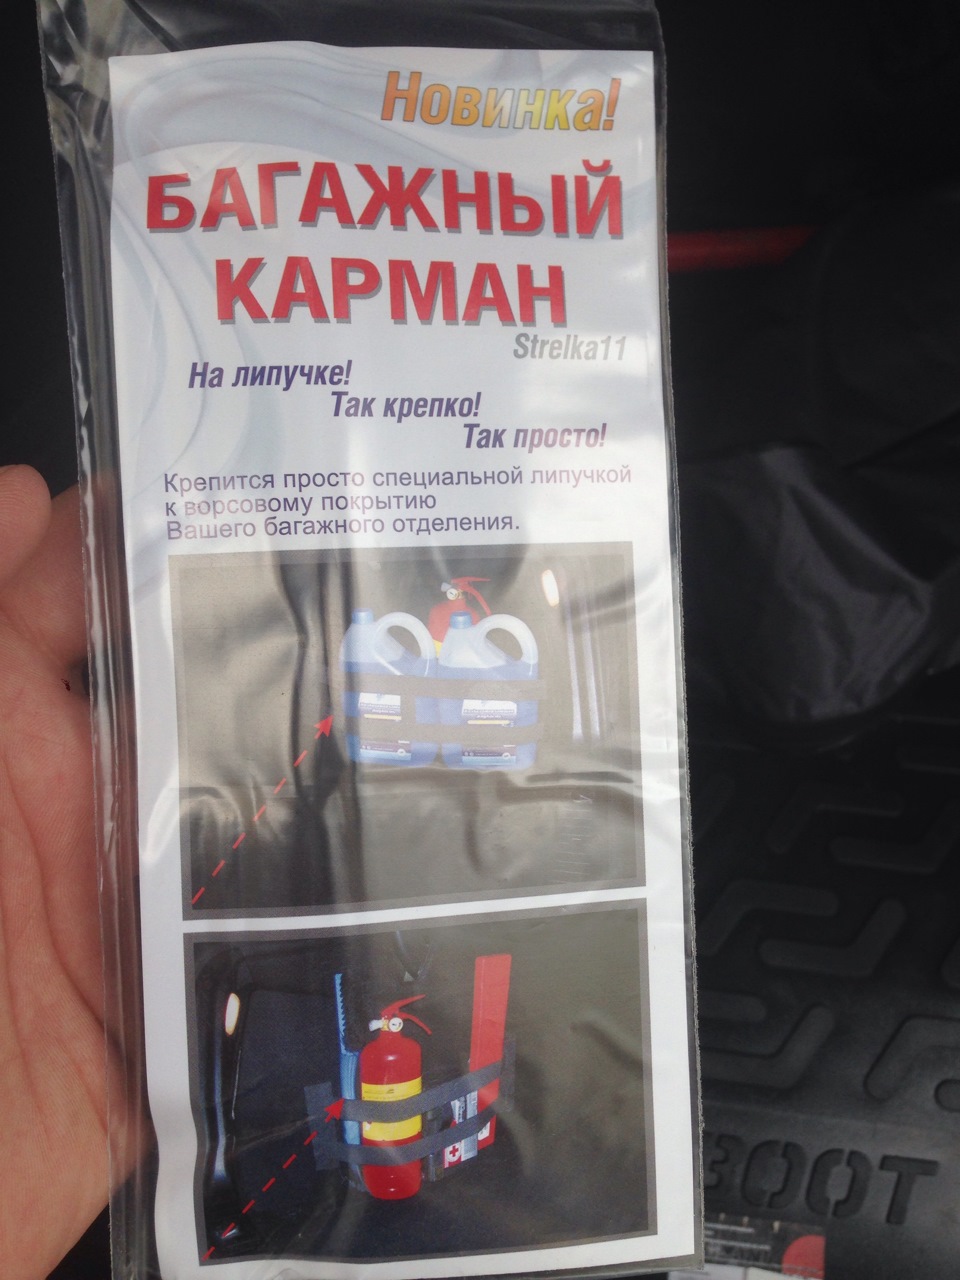 Новинка!
БАГАЖНЫЙ
КАРМАН
Strelka11
На липучке!
Так крепко!
Так просто!
Крепится просто специальной липучкой
к ворсовому покрытию
Вашего багажного отделения.
BOOT